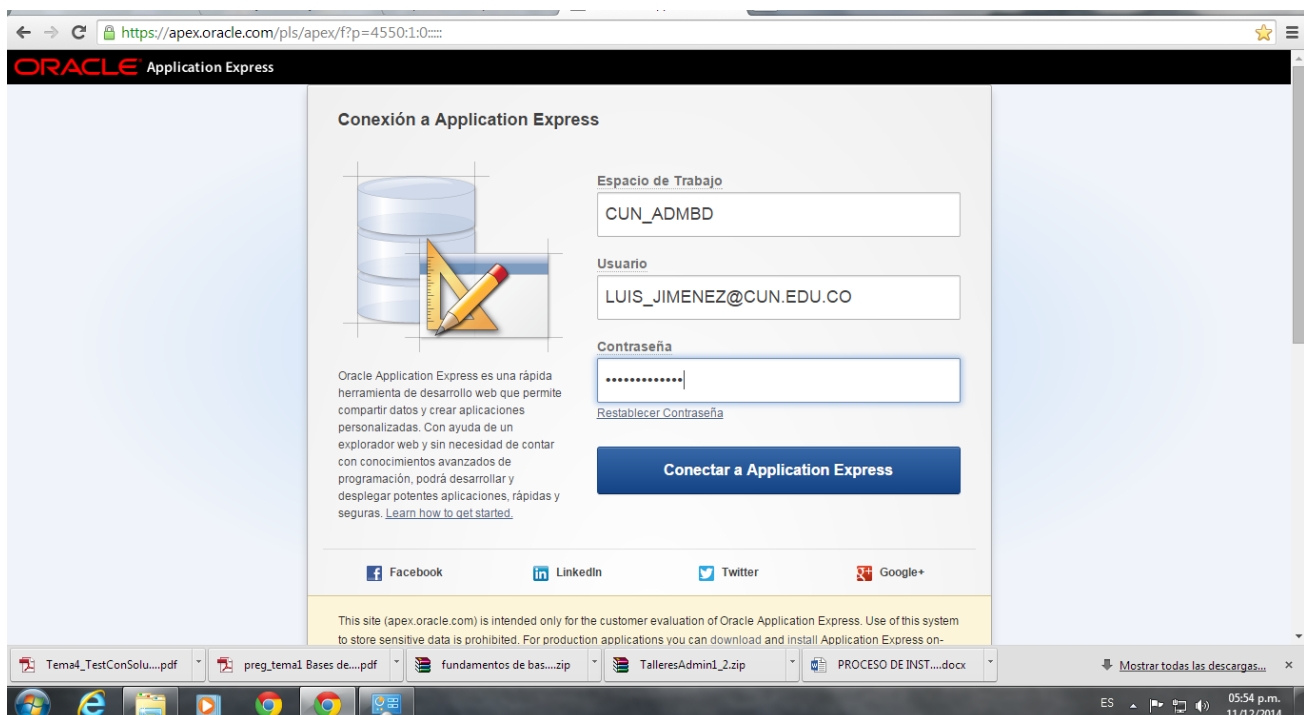 https://apex.oracle.com/pls/apex/f?p=4550:1:0:::::
ORACLE Application Express
Conexión a Application Express
Espacio de Trabajo
CUN_ADMBD
Usuario
LUIS_JIMENEZ@CUN.EDU.CO
Contraseña
•••••••••••••
Restablecer Contraseña
Conectar a Application Express
Oracle Application Express es una rápida
herramienta de desarrollo web que permite
compartir datos y crear aplicaciones
personalizadas. Con ayuda de un
explorador web y sin necesidad de contar
con conocimientos avanzados de
programación, podrá desarrollar y
desplegar potentes aplicaciones, rápidas y
seguras. Learn how to get started.
Facebook LinkedIn Twitter Google+
This site (apex.oracle.com) is intended only for the customer evaluation of Oracle Application Express. Use of this system
to store sensitive data is prohibited. For production applications you can download and install Application Express on-
Tema4_TestConSolu....pdf preg_tema1 Bases de....pdf fundamentos de bas....zip TalleresAdmin1_2.zip PROCESO DE INST....docx Mostrar todas las descargas...
ES 05:54 p.m.
11/12/2014